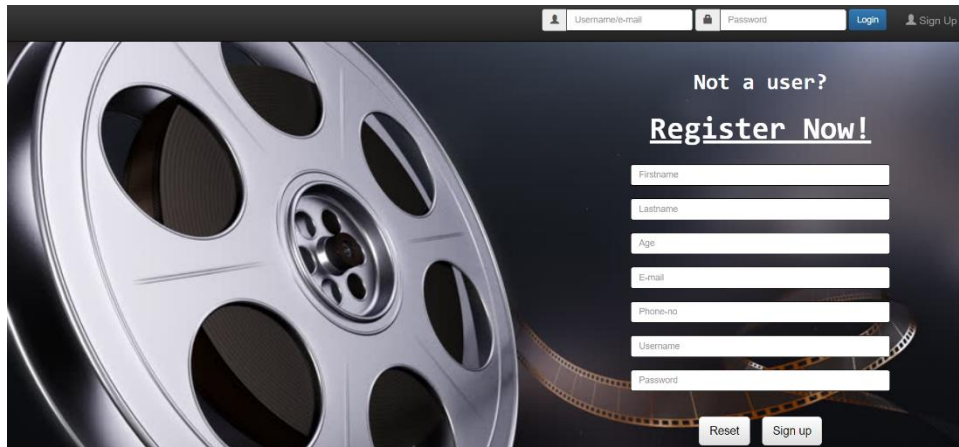 Username/e-mail Password Login Sign Up
Not a user?
Register Now!
Firstname
Lastname
Age
E-mail
Phone-no
Username
Password
Reset Sign up